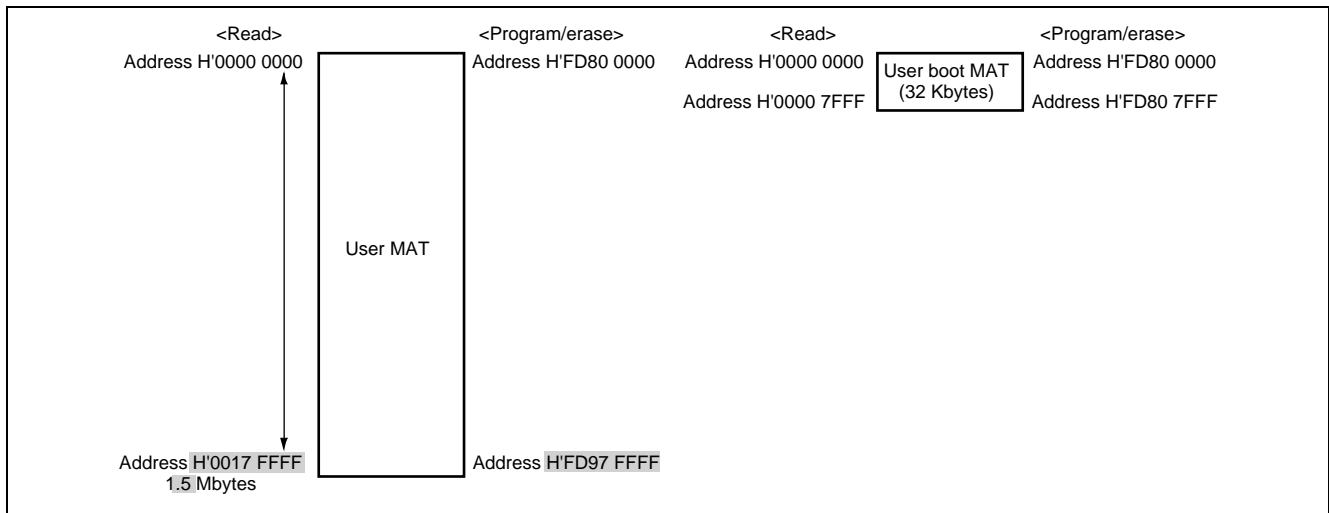 <Read>
<Program/erase>
Address H'0000 0000
Address H'FD80 0000
User MAT
Address H'0017 FFFF
1.5 Mbytes
Address H'FD97 FFFF
<Read>
<Program/erase>
Address H'0000 0000
User boot MAT
(32 Kbytes)
Address H'FD80 0000
Address H'0000 7FFF
Address H'FD80 7FFF